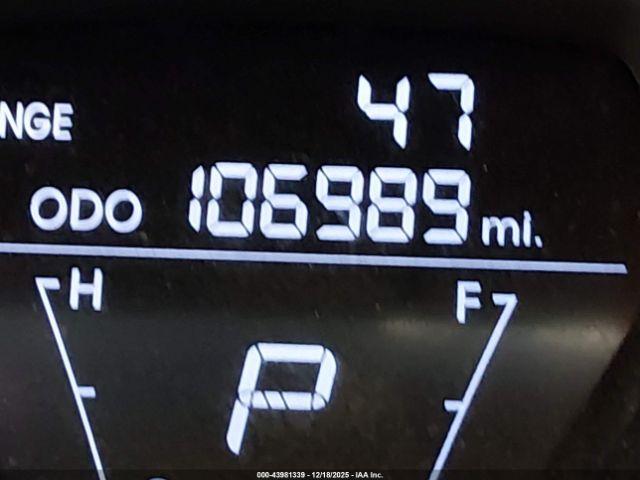 NGE 47
ODO 106989 mi.
H F
P
000-43981339 - 12/18/2025 - IAA Inc.